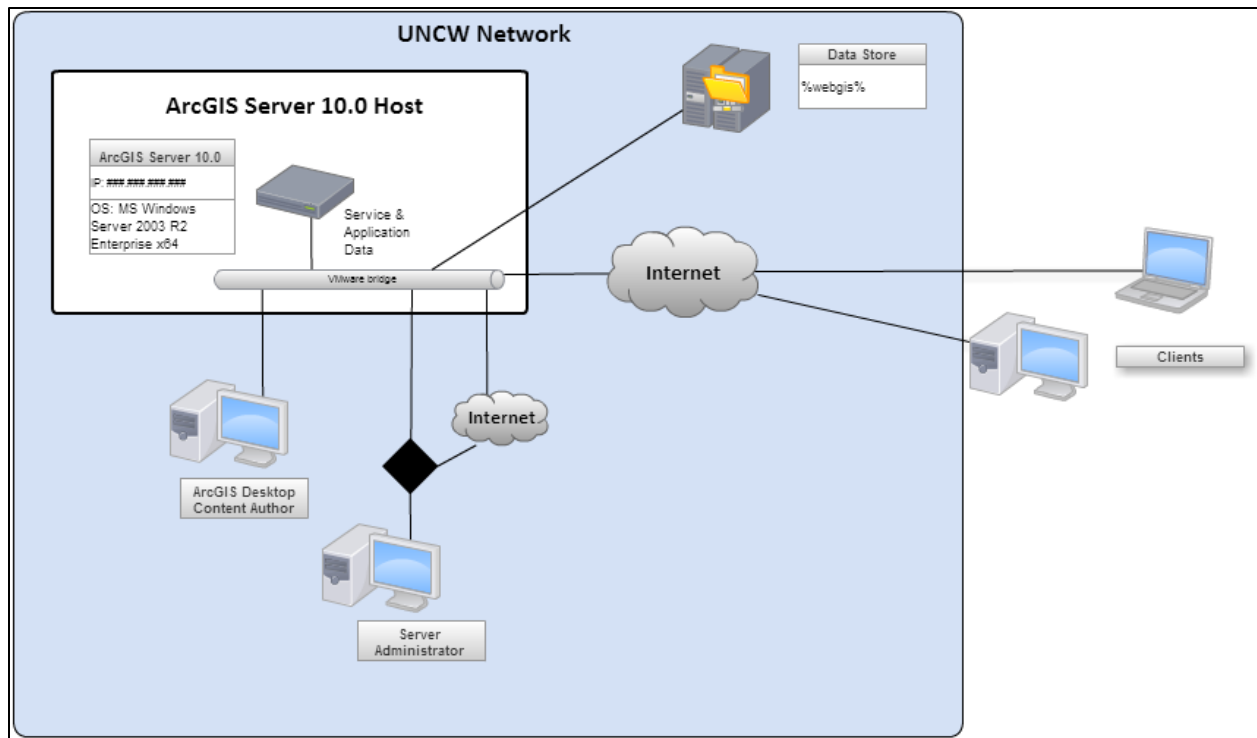 UNCW Network
Data Store
%webgis%
ArcGIS Server 10.0 Host
ArcGIS Server 10.0
IP: ###.###.###.###
OS: MS Windows
Server 2003 R2
Enterprise x64
Service &
Application
Data
VMware bridge
Internet
Clients
Internet
ArcGIS Desktop
Content Author
Server
Administrator